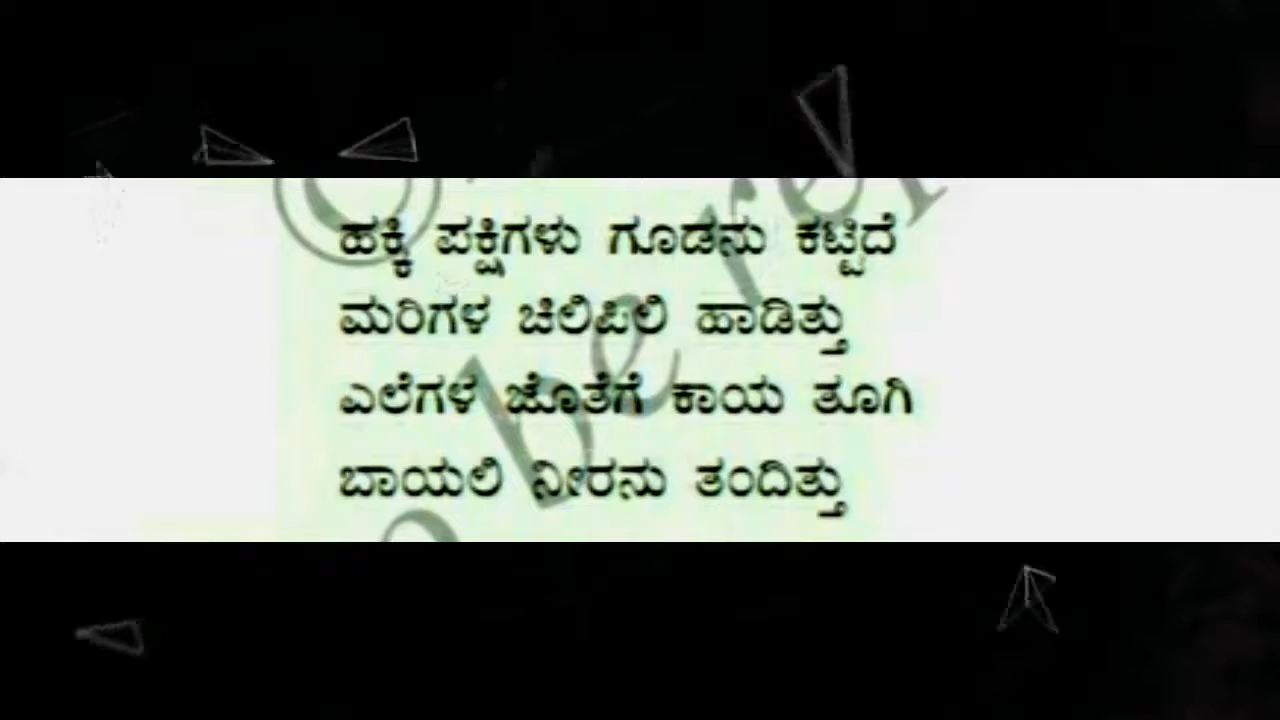 ಹಕ್ಕಿ ಪಕ್ಷಿಗಳು ಗೂಡನು ಕಟ್ಟಿದೆ
ಮರಿಗಳ ಚಿಲಿಪಿಲಿ ಹಾಡಿತ್ತು
ಎಲೆಗಳ ಜೊತೆಗೆ ಕಾಯ ತೂಗಿ
ಬಾಯಲಿ ನೀರನು ತಂದಿತ್ತು